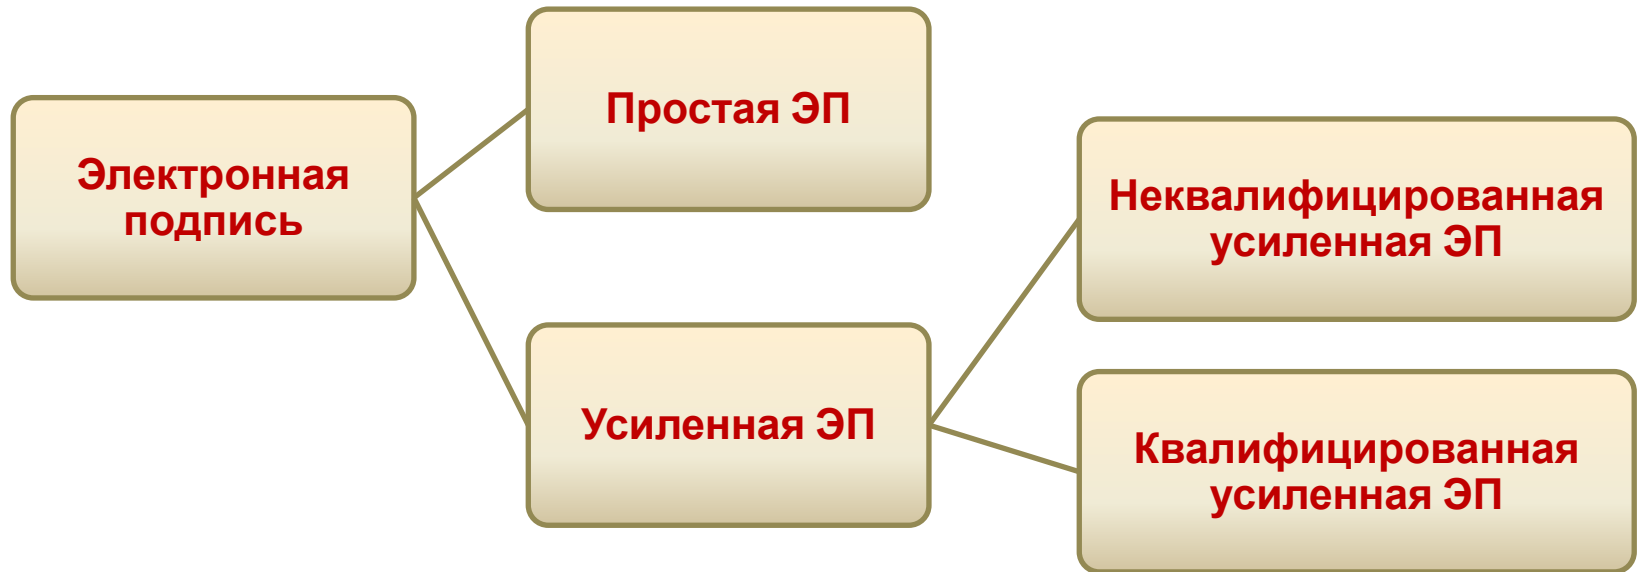 Электронная
подпись
Простая ЭП
Усиленная ЭП
Неквалифицированная
усиленная ЭП
Квалифицированная
усиленная ЭП